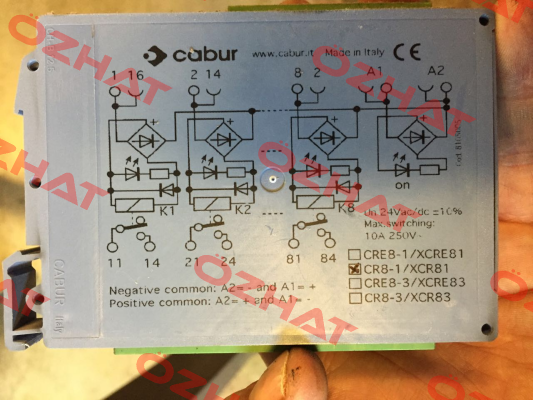 cabur www.cabur.it Made in Italy CE
1 16 2 14 8 2 A1 A2
+ + + +
on
K1 K2 K8
Un 24Vac/dc ±10%
Max.switching:
10A 250V~
11 14 21 24 81 84
CRE8-1/XCRE81
CR8-1/XCR81
CRE8-3/XCRE83
CR8-3/XCR83
Negative common: A2= - and A1= +
Positive common: A2= + and A1= -
CABUR
Italy
OZHAT